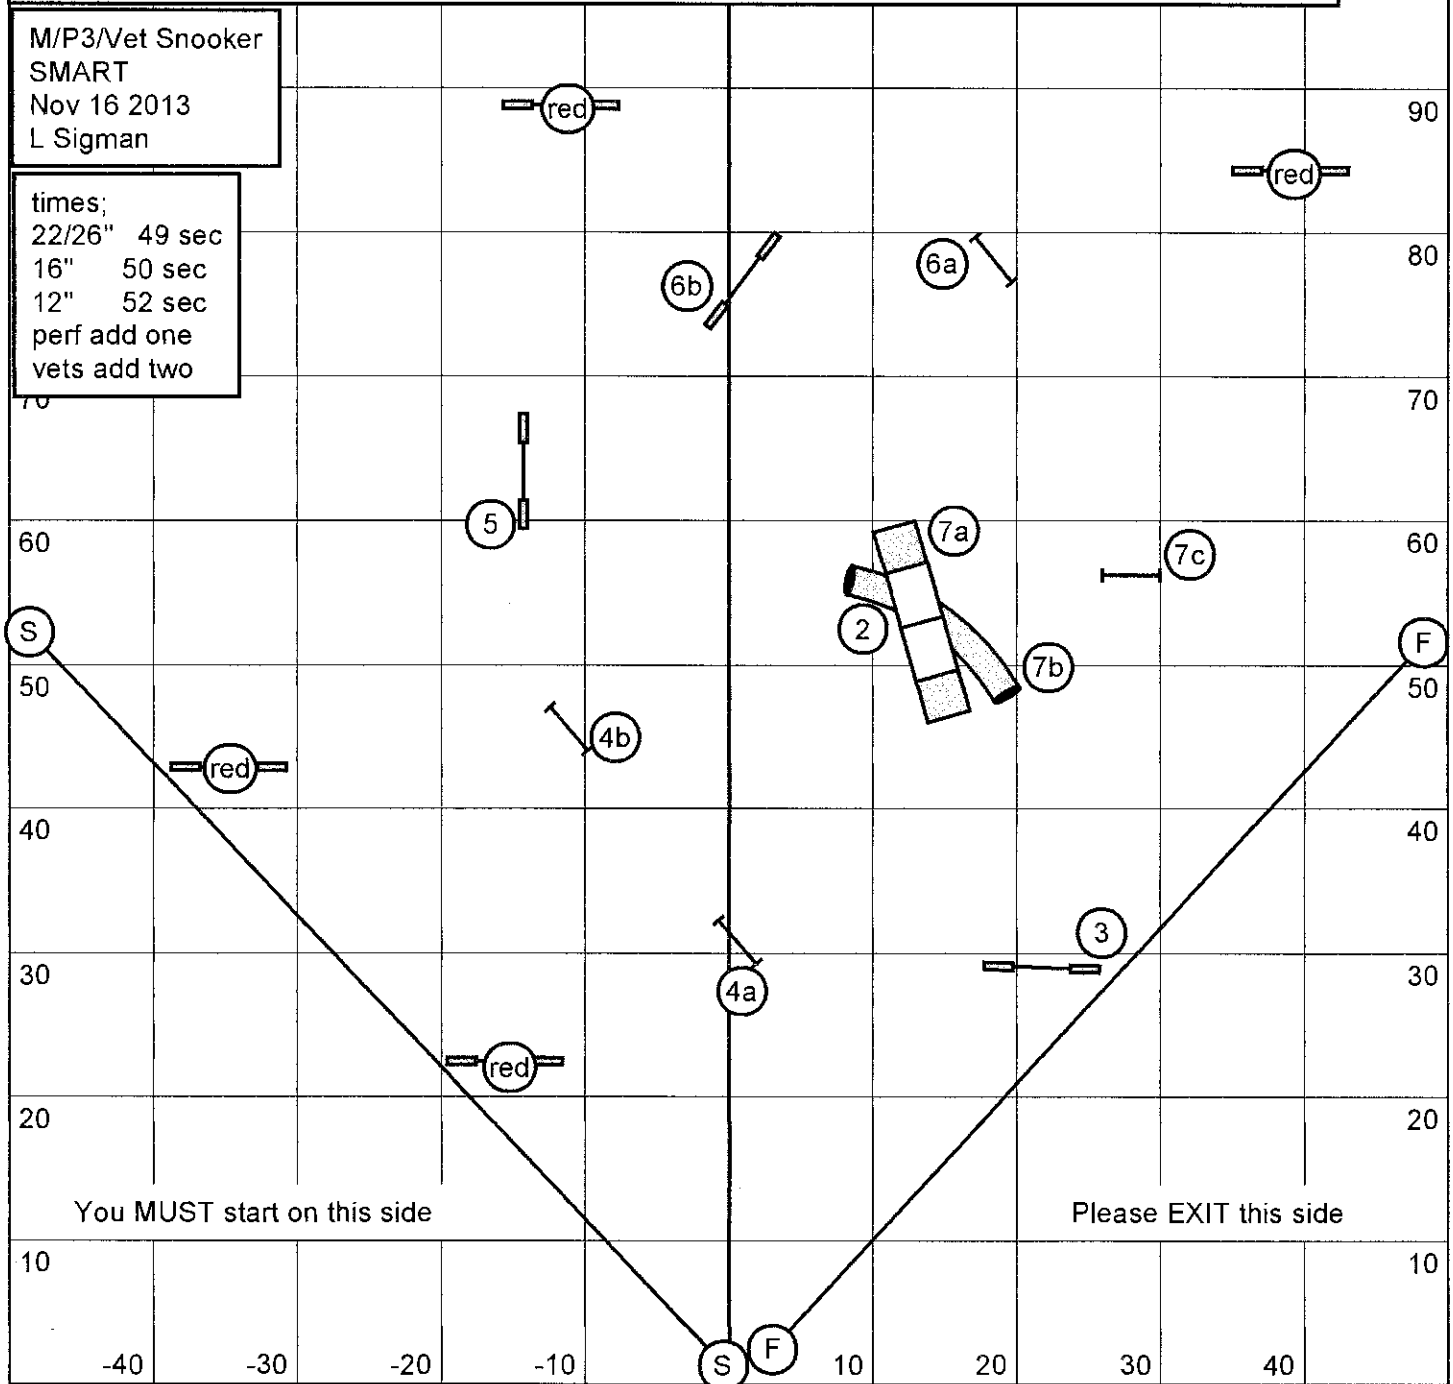 M/P3/Vet Snooker
SMART
Nov 16 2013
L Sigman
times;
22/26" 49 sec
16" 50 sec
12" 52 sec
perf add one
vets add two
red
90
red
6b
6a
80
70
70
5
7a
60
7c
60
2
S
F
7b
50
50
4b
red
40
40
3
30
4a
30
red
20
20
You MUST start on this side
Please EXIT this side
10
10
-40 -30 -20 -10 S F 10 20 30 40